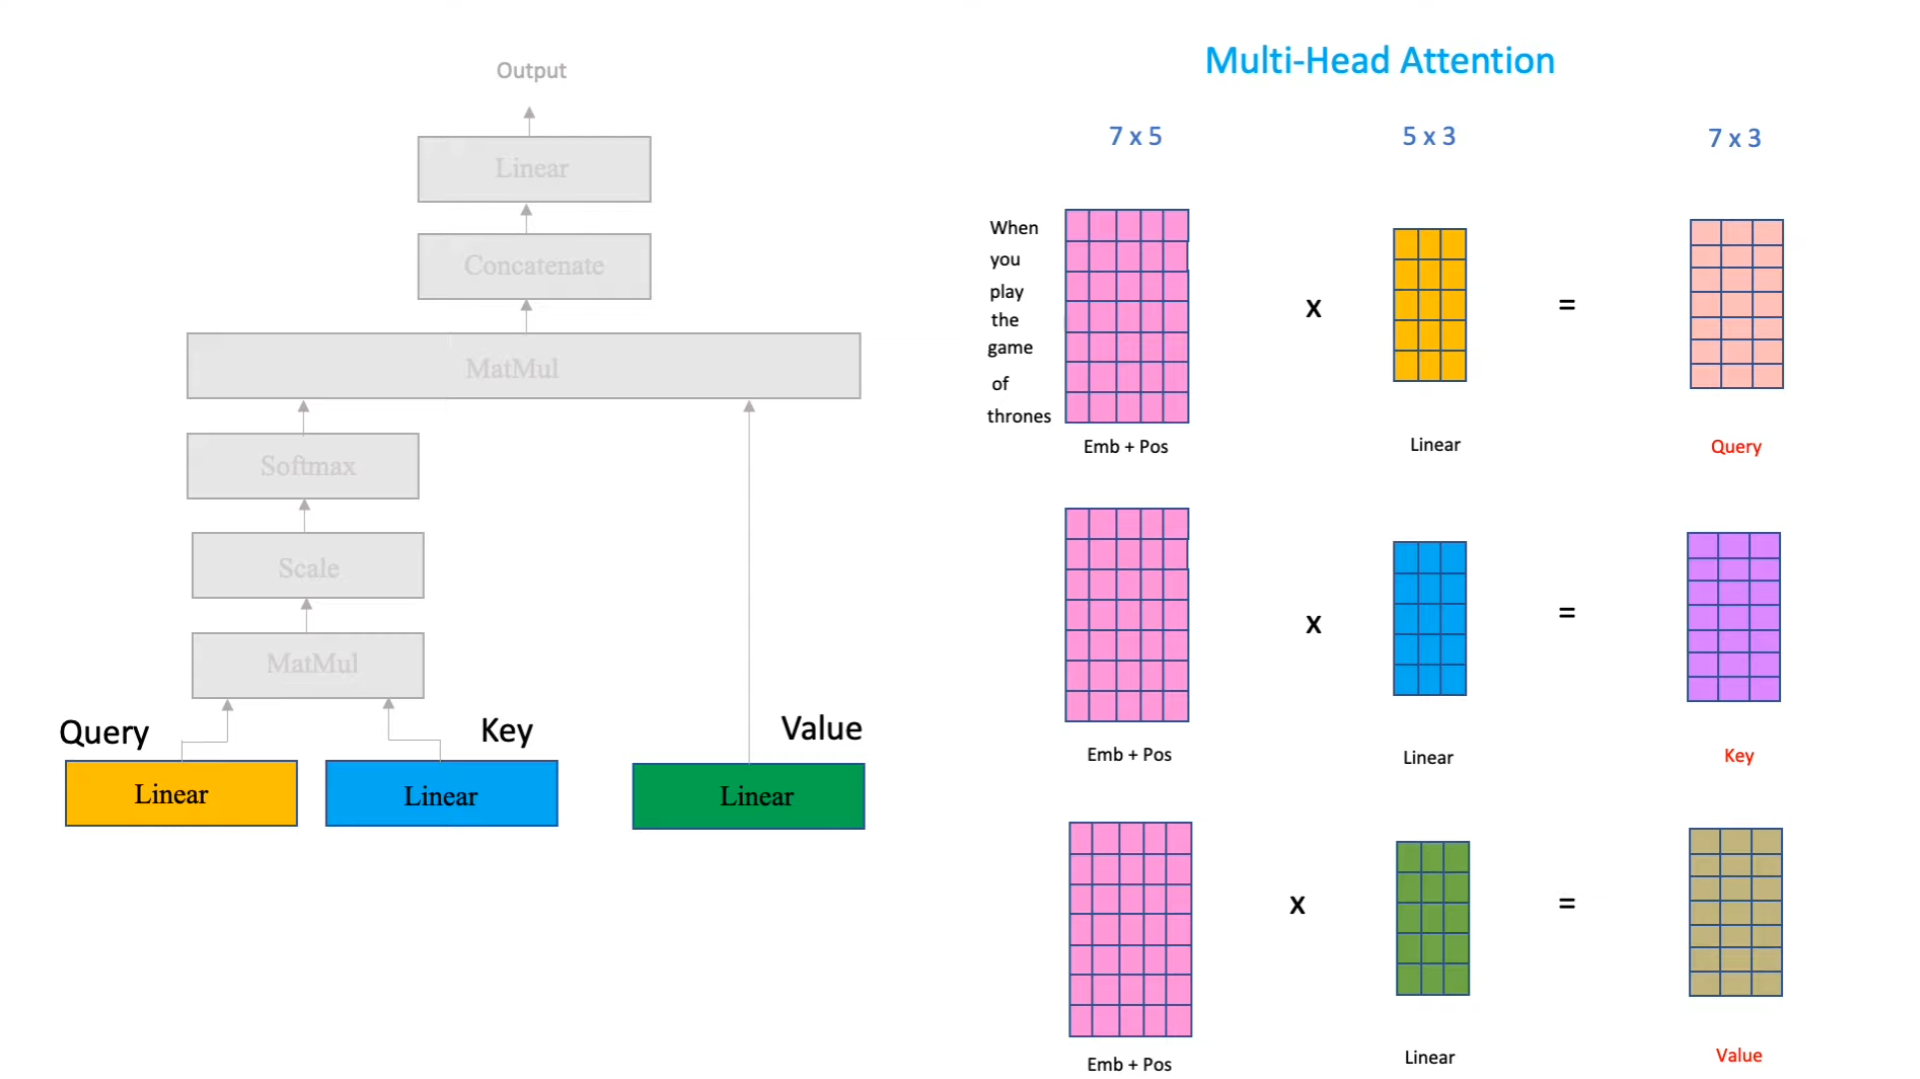 Output
Linear
Concatenate
MatMul
Softmax
Scale
MatMul
Query
Key
Value
Linear
Linear
Linear
Multi-Head Attention
7 x 5
5 x 3
7 x 3
When
you
play
the
game
of
thrones
x
=
Emb + Pos
Linear
Query
x
=
Emb + Pos
Linear
Key
x
=
Emb + Pos
Linear
Value